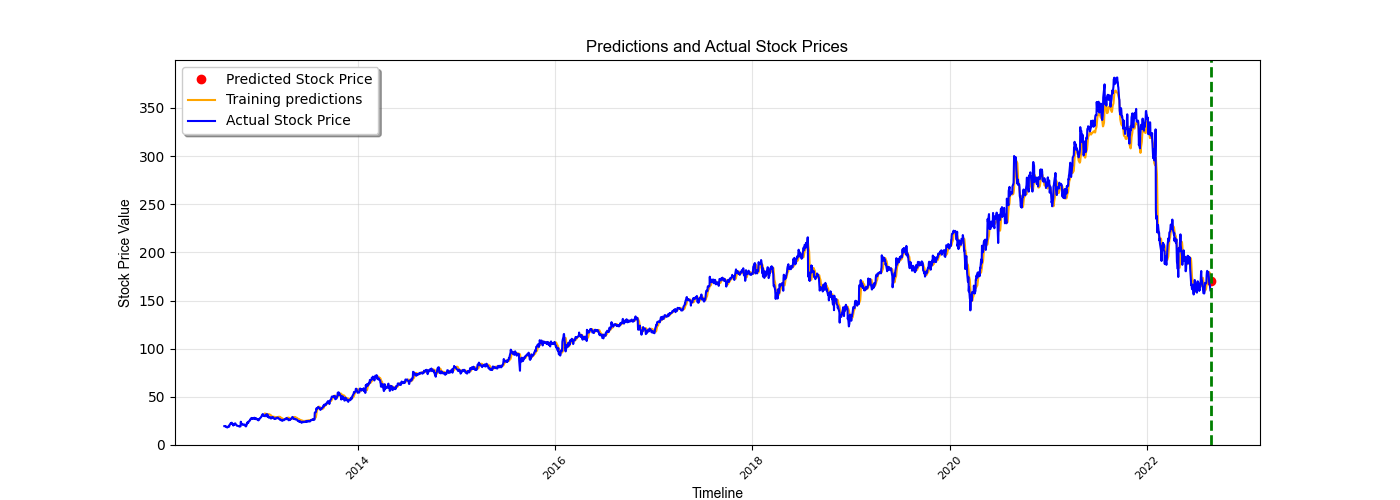 Predictions and Actual Stock Prices
Predicted Stock Price
Training predictions
Actual Stock Price
Stock Price Value
350
300
250
200
150
100
50
0
2014
2016
2018
2020
2022
Timeline